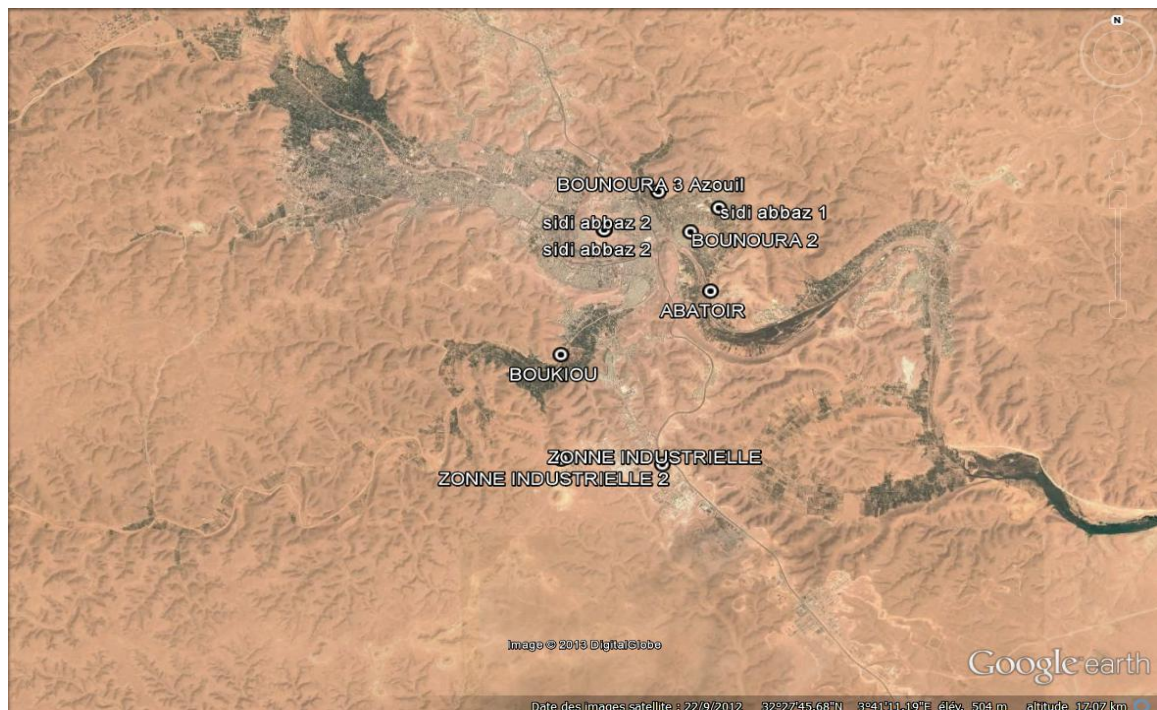 N
BOUNOURA 3 Azouil
sidi abbaz 1
sidi abbaz 2
BOUNOURA 2
sidi abbaz 2
ABATOIR
BOUKIOU
ZONNE INDUSTRIELLE
ZONNE INDUSTRIELLE 2
Image © 2013 DigitalGlobe
Google earth
Date des images satellite : 22/9/2012 32°27'45.68"N 3°41'11.19"E élév. 504 m altitude 17.07 km